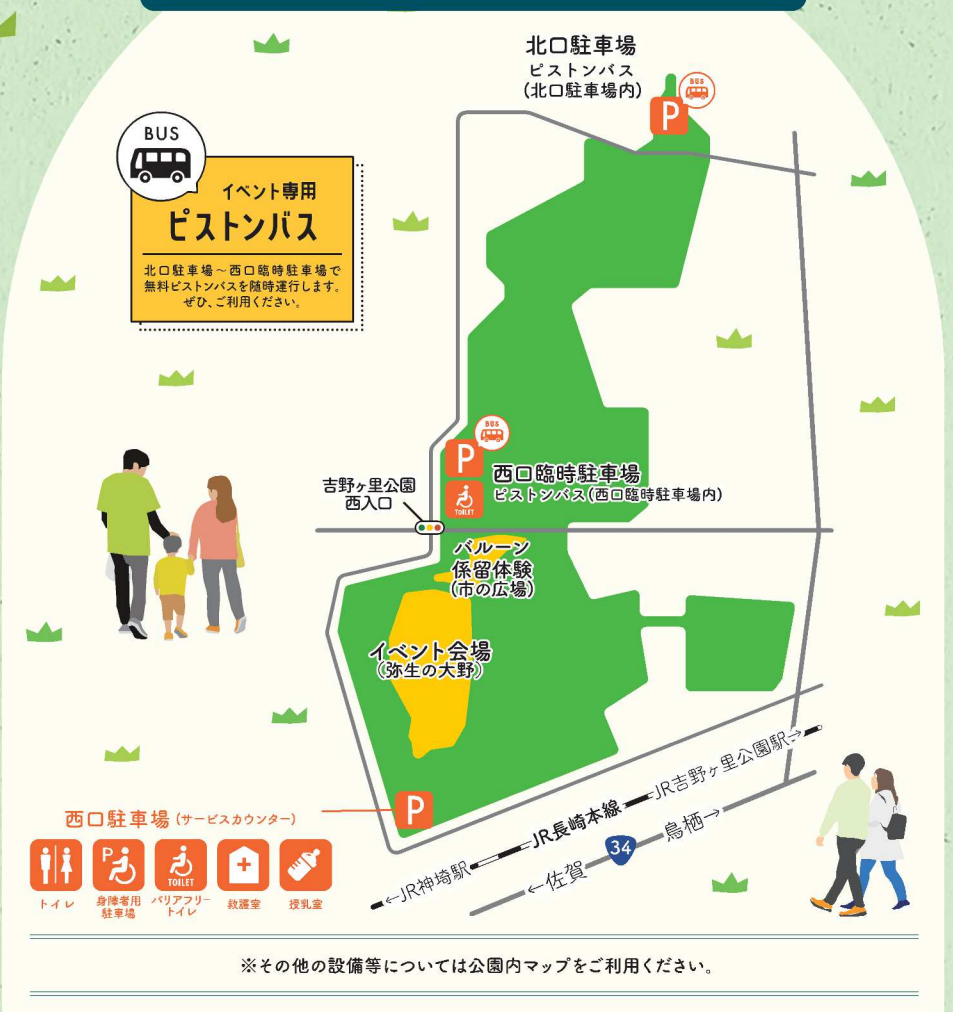 北口駐車場
ピストンバス
(北口駐車場内)
BUS
P
BUS
イベント専用
ピストンバス
北口駐車場～西口臨時駐車場で
無料ピストンバスを随時運行します。
ぜひ、ご利用ください。
BUS
P
TOILET
西口臨時駐車場
ピストンバス(西口臨時駐車場内)
吉野ヶ里公園
西入口
バルーン
係留体験
(市の広場)
イベント会場
(弥生の大野)
P
西口駐車場(サービスカウンター)
トイレ
P
身障者用
駐車場
TOILET
バリアフリー
トイレ
救護室
授乳室
←JR神埼駅
JR長崎本線
JR吉野ヶ里公園駅→
←佐賀
34
鳥栖→
※その他の設備等については公園内マップをご利用ください。